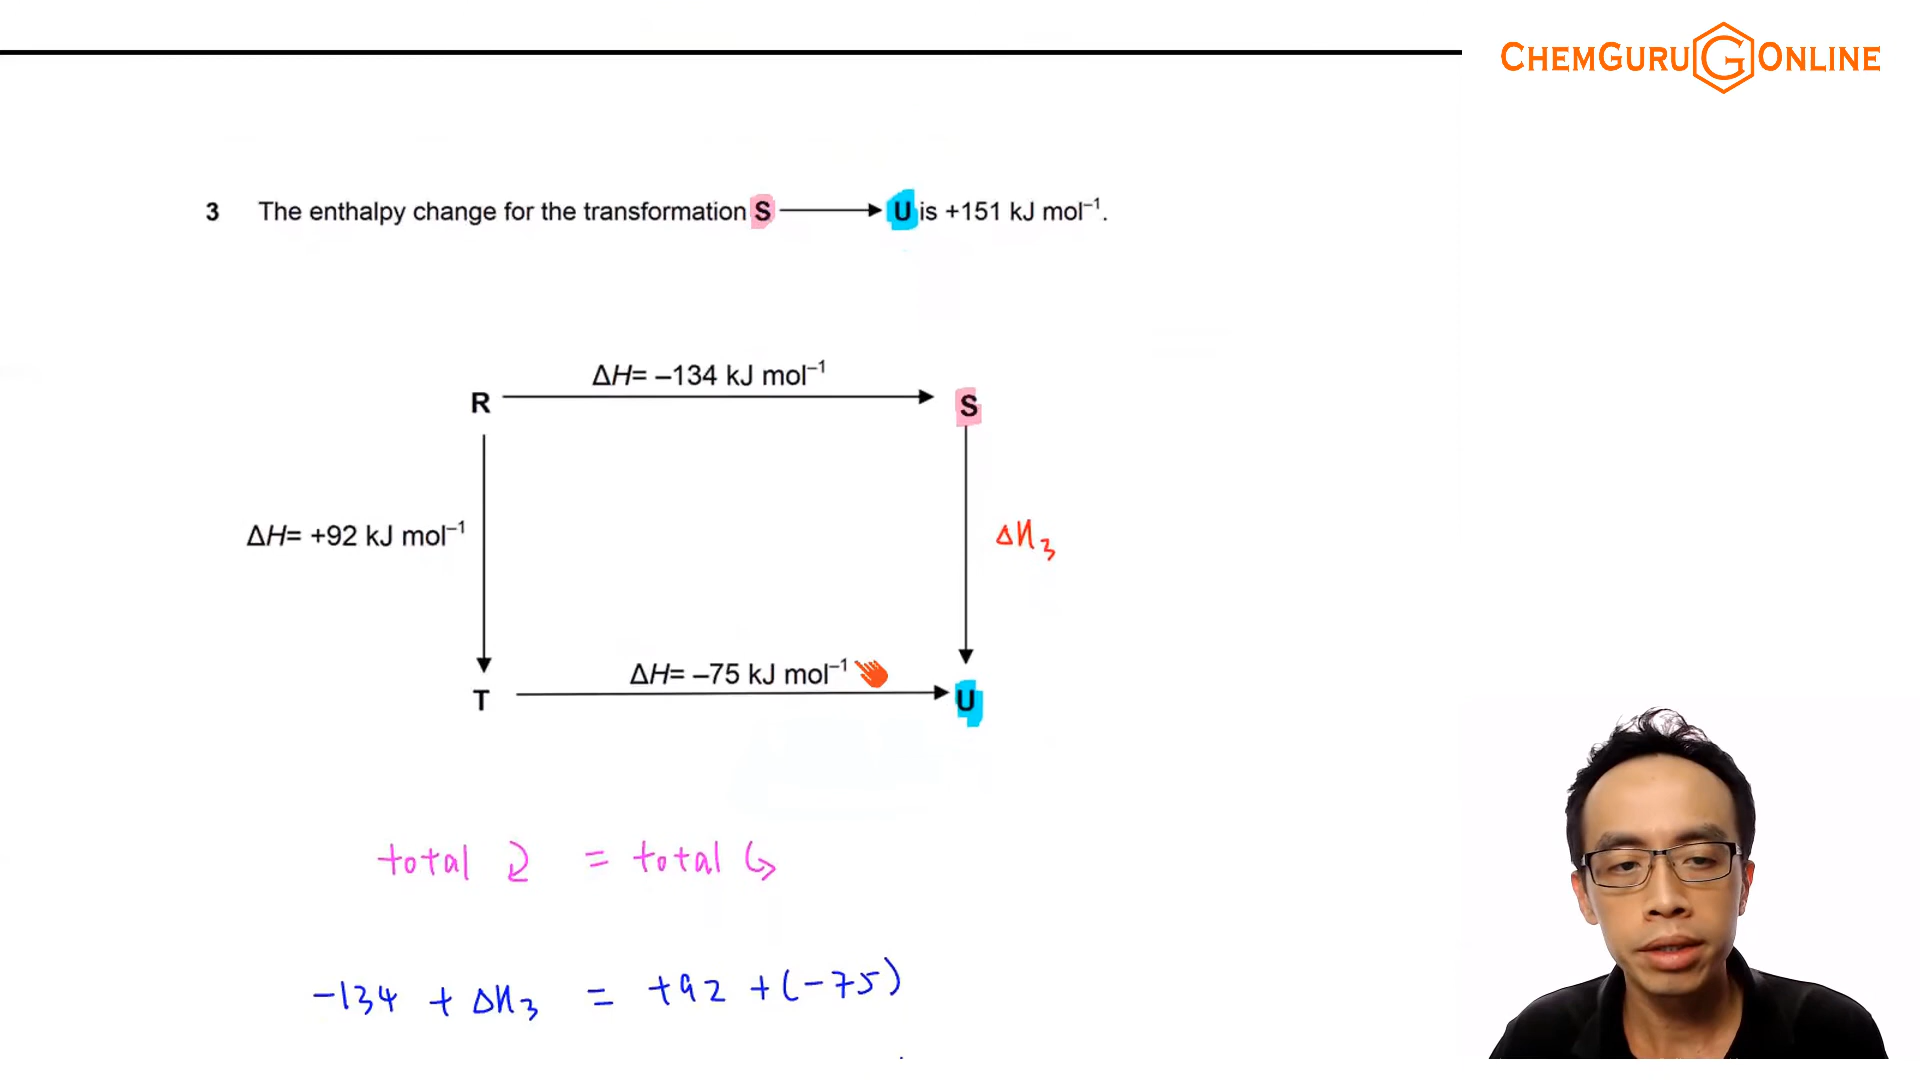 CHEMGURU G ONLINE
3 The enthalpy change for the transformation S ⟶ U is +151 kJ mol⁻¹.
ΔH= –134 kJ mol⁻¹
R S
ΔH= +92 kJ mol⁻¹ ΔH₃
ΔH= –75 kJ mol⁻¹
T U
total ⤸ = total ↳
-134 + ΔH₃ = +92 + (-75)